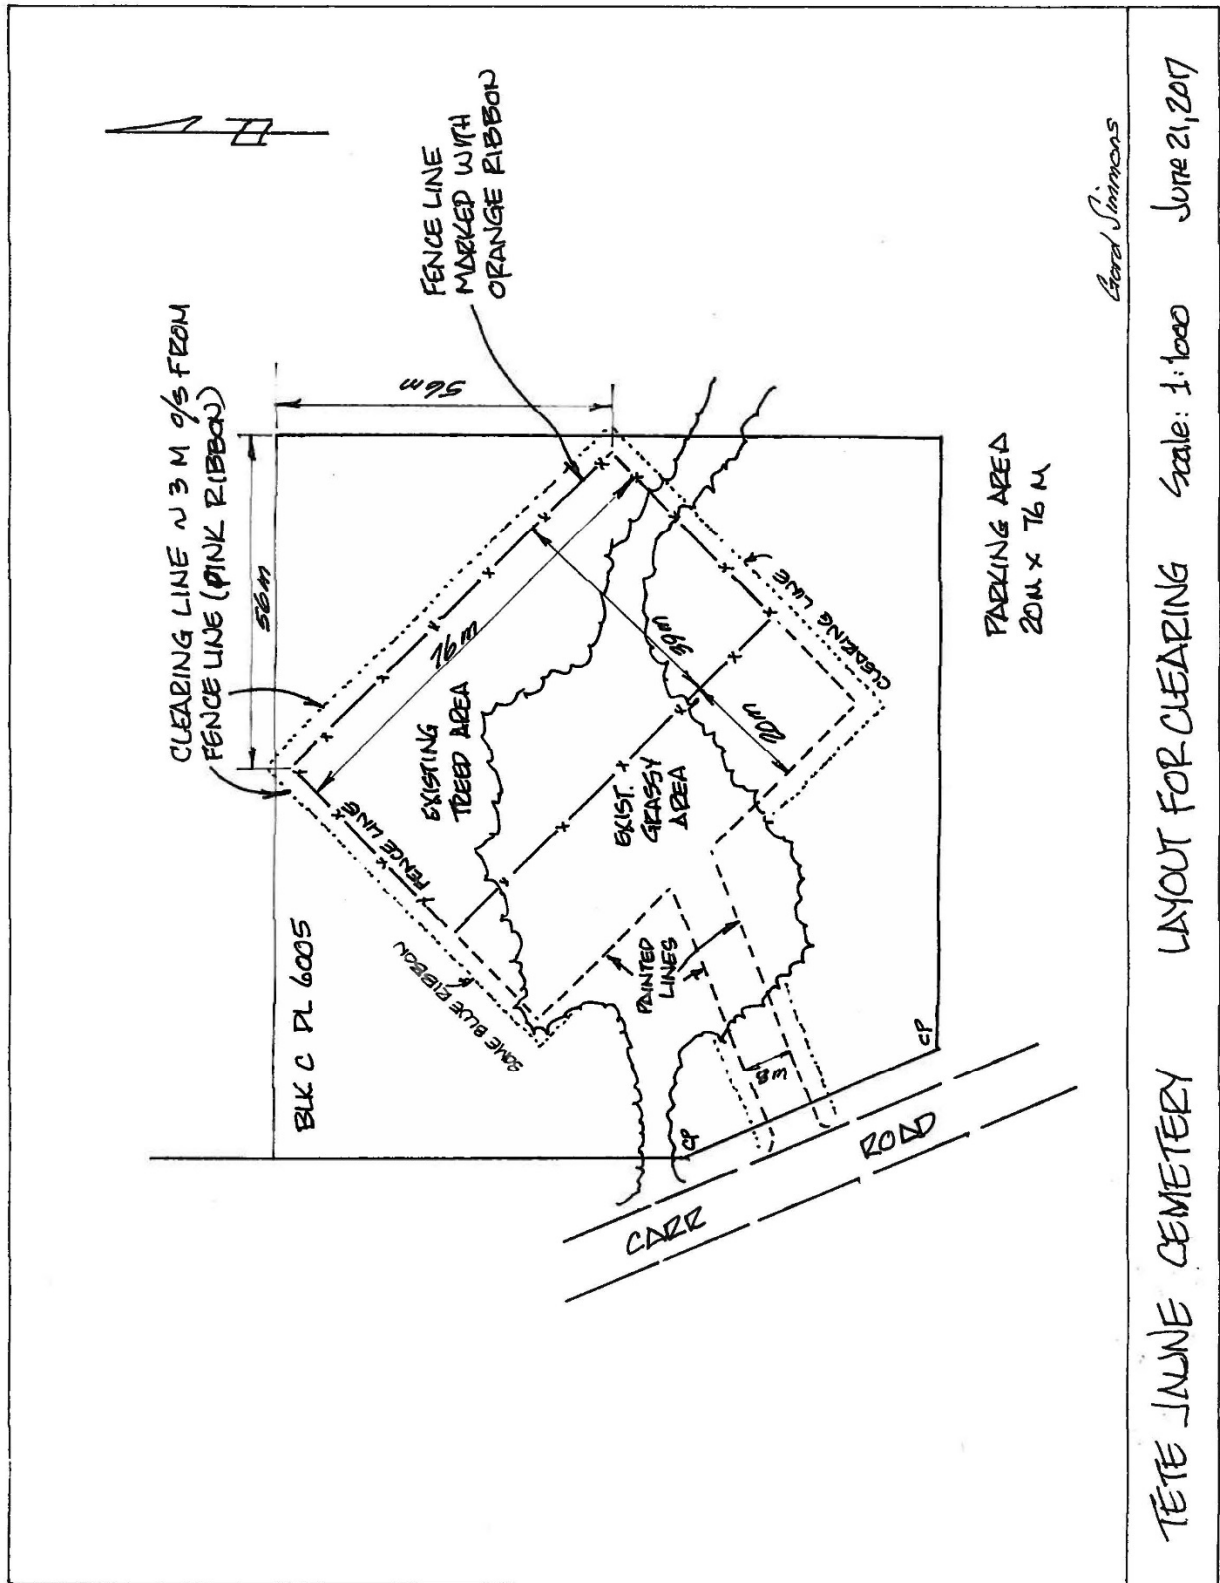 CLEARING LINE ~ 3 M O/S FROM
FENCE LINE (PINK RIBBON)
56m
56m
FENCE LINE
MARKED WITH
ORANGE RIBBON
BLK C DL 6005
FENCE LINE
SOME BLUE RIBBON
76m
EXISTING
TREED AREA
39m
EXIST.
GRASSY
AREA
20m
CLEARING LINE
PAINTED
LINES
8m
CP
CP
CARR ROAD
PARKING AREA
20M x 76 M
Gord Simmons
TETE JAUNE CEMETERY LAYOUT FOR CLEARING Scale: 1:1000 JUNE 21, 2017